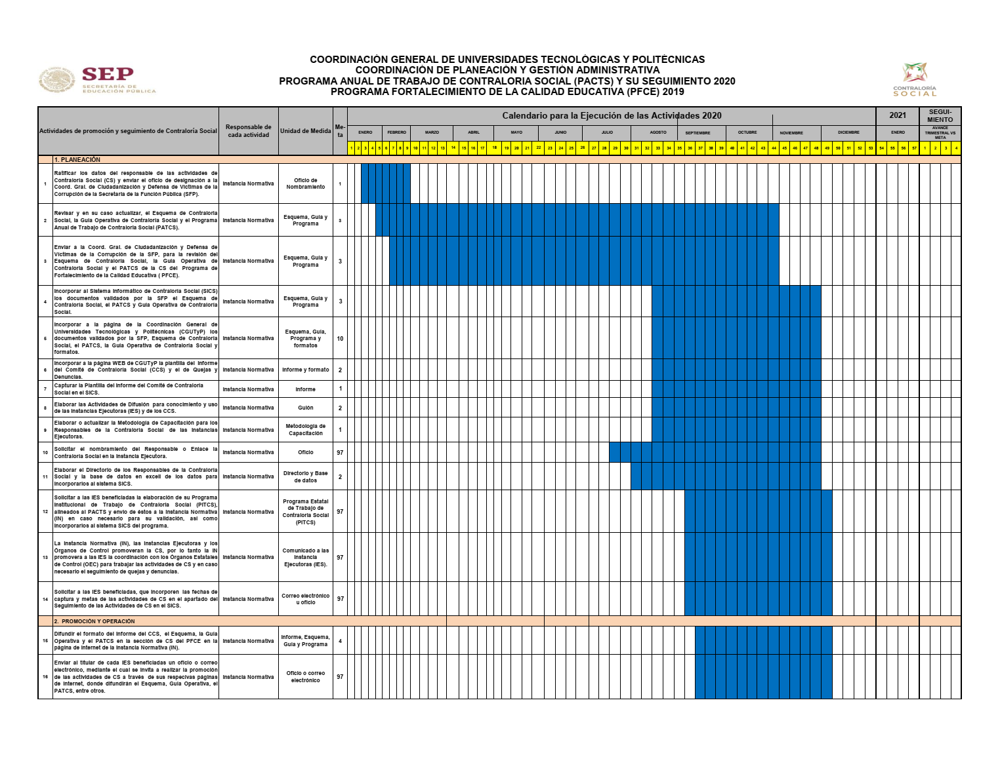 COORDINACIÓN GENERAL DE UNIVERSIDADES TECNOLÓGICAS Y POLITÉCNICAS
COORDINACIÓN DE PLANEACIÓN Y GESTIÓN ADMINISTRATIVA
PROGRAMA ANUAL DE TRABAJO DE CONTRALORIA SOCIAL (PACTS) Y SU SEGUIMIENTO 2020
PROGRAMA FORTALECIMIENTO DE LA CALIDAD EDUCATIVA (PFCE) 2019
SEP
SECRETARÍA DE
EDUCACIÓN PÚBLICA
CONTRALORÍA
SOCIAL
Actividades de promoción y seguimiento de Contraloría Social
Responsable de
cada actividad
Unidad de Medida
Me-
ta
Calendario para la Ejecución de las Actividades 2020
2021
SEGUI-
MIENTO
ENERO FEBRERO MARZO ABRIL MAYO JUNIO JULIO AGOSTO SEPTIEMBRE OCTUBRE NOVIEMBRE DICIEMBRE ENERO
AVANCE
TRIMESTRAL VS
META
1 2 3 4 5 6 7 8 9 10 11 12 13 14 15 16 17 18 19 20 21 22 23 24 25 26 27 28 29 30 31 32 33 34 35 36 37 38 39 40 41 42 43 44 45 46 47 48 49 50 51 52 53 54 55 56 57 1 2 3 4
1. PLANEACIÓN
1
Ratificar los datos del responsable de las actividades de
Contraloría Social (CS) y enviar el oficio de designación a la
Coord. Gral. de Ciudadanización y Defensa de Víctimas de la
Corrupción de la Secretaría de la Función Pública (SFP).
Instancia Normativa
Oficio de
Nombramiento
1
2
Revisar y en su caso actualizar, el Esquema de Contraloria
Social, la Guía Operativa de Contraloría Social y el Programa
Anual de Trabajo de Contraloría Social (PATCS).
Instancia Normativa
Esquema, Guía y
Programa
3
3
Enviar a la Coord. Gral. de Ciudadanización y Defensa de
Víctimas de la Corrupción de la SFP, para la revisión del
Esquema de Contraloría Social, la Guía Operativa de
Contraloría Social y el PATCS de la CS del Programa de
Fortalecimiento de la Calidad Educativa ( PFCE).
Instancia Normativa
Esquema, Guía y
Programa
3
4
Incorporar al Sistema Informático de Contraloría Social (SICS)
los documentos validados por la SFP el Esquema de
Contraloría Social, el PATCS y Guía Operativa de Contraloría
Social.
Instancia Normativa
Esquema, Guía y
Programa
3
5
Incorporar a la página de la Coordinación General de
Universidades Tecnológicas y Politécnicas (CGUTyP) los
documentos validados por la SFP, Esquema de Contraloría
Social, el PATCS, la Guía Operativa de Contraloría Social y
formatos.
Instancia Normativa
Esquema, Guía,
Programa y
formatos
10
6
Incorporar a la página WEB de CGUTyP la plantilla del Informe
del Comité de Contraloría Social (CCS) y el de Quejas y
Denuncias.
Instancia Normativa
Informe y formato
2
7
Capturar la Plantilla del Informe del Comité de Contraloría
Social en el SICS.
Instancia Normativa
Informe
1
8
Elaborar las Actividades de Difusión para conocimiento y uso
de las Instancias Ejecutoras (IES) y de los CCS.
Instancia Normativa
Guión
2
9
Elaborar o actualizar la Metodología de Capacitación para los
Responsables de la Contraloría Social de las Instancias
Ejecutoras.
Instancia Normativa
Metodología de
Capacitación
1
10
Solicitar el nombramiento del Responsable o Enlace la
Contraloría Social en la Instancia Ejecutora.
Instancia Normativa
Oficio
97
11
Elaborar el Directorio de los Responsables de la Contraloría
Social y la base de datos en excell de los datos para
incorporarlos al sistema SICS.
Instancia Normativa
Directorio y Base
de datos
2
12
Solicitar a las IES beneficiadas la elaboración de su Programa
Institucional de Trabajo de Contraloría Social (PITCS),
alineados al PACTS y envio de éstos a la Instancia Normativa
(IN) en caso necesario para su validación, así como
incorporarlos al sistema SICS del programa.
Instancia Normativa
Programa Estatal
de Trabajo de
Contraloría Social
(PITCS)
97
13
La Instancia Normativa (IN), las Instancias Ejecutoras y los
Órganos de Control promoveran la CS, por lo tanto la IN
promovera a las IES la coordinación con los Órganos Estatales
de Control (OEC) para trabajar las actividades de CS y en caso
necesario el seguimiento de quejas y denuncias.
Instancia Normativa
Comunicado a las
Instancia
Ejecutoras (IES).
97
14
Solicitar a las IES beneficiadas, que incorporen las fechas de
captura y metas de las actividades de CS en el apartado del
Seguimiento de las Actividades de CS en el SICS.
Instancia Normativa
Correo electrónico
u oficio
97
2. PROMOCIÓN Y OPERACIÓN
15
Difundir el formato del Informe del CCS, el Esquema, la Guía
Operativa y el PATCS en la sección de CS del PFCE en la
página de Internet de la Instancia Normativa (IN).
Instancia Normativa
Informe, Esquema,
Guía y Programa
4
16
Enviar al titular de cada IES beneficiadas un oficio o correo
electrónico, mediante el cual se invita a realizar la promoción
de las actividades de CS a través de sus respecivas páginas
de Internet, donde difundirán el Esquema, Guía Operativa, el
PATCS, entre otros.
Instancia Normativa
Oficio o correo
electrónico
97